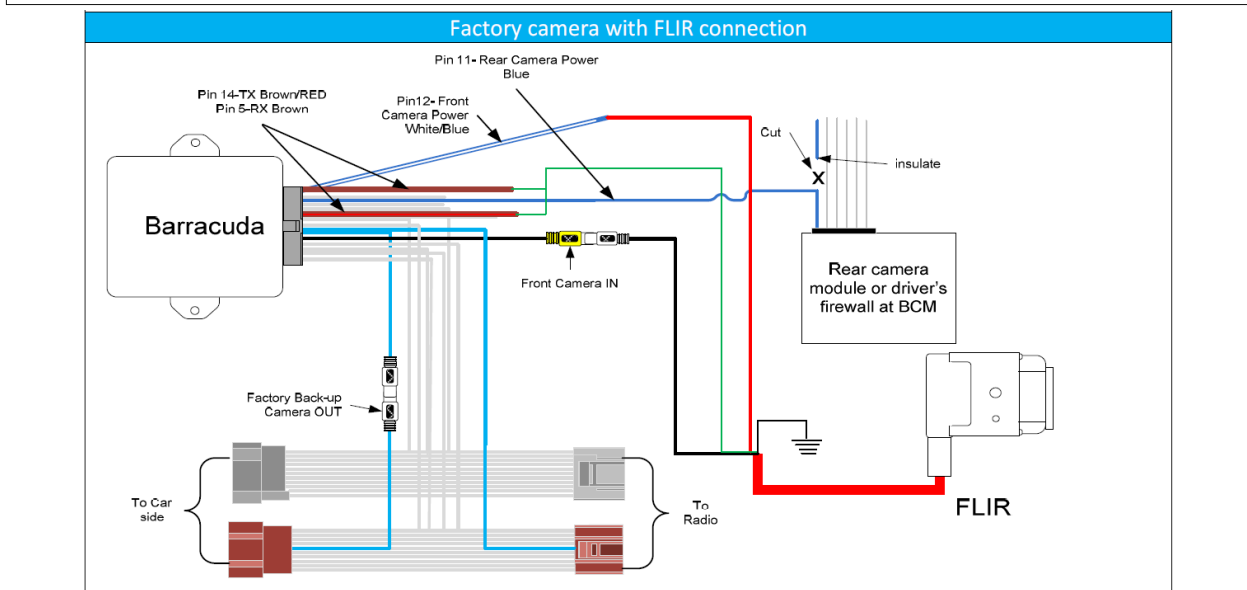 Factory camera with FLIR connection
Pin 11- Rear Camera Power
Blue
Pin 14-TX Brown/RED
Pin 5-RX Brown
Pin12- Front
Camera Power
White/Blue
Cut
insulate
X
Barracuda
Rear camera
module or driver's
firewall at BCM
Front Camera IN
Factory Back-up
Camera OUT
To Car
side
To
Radio
FLIR